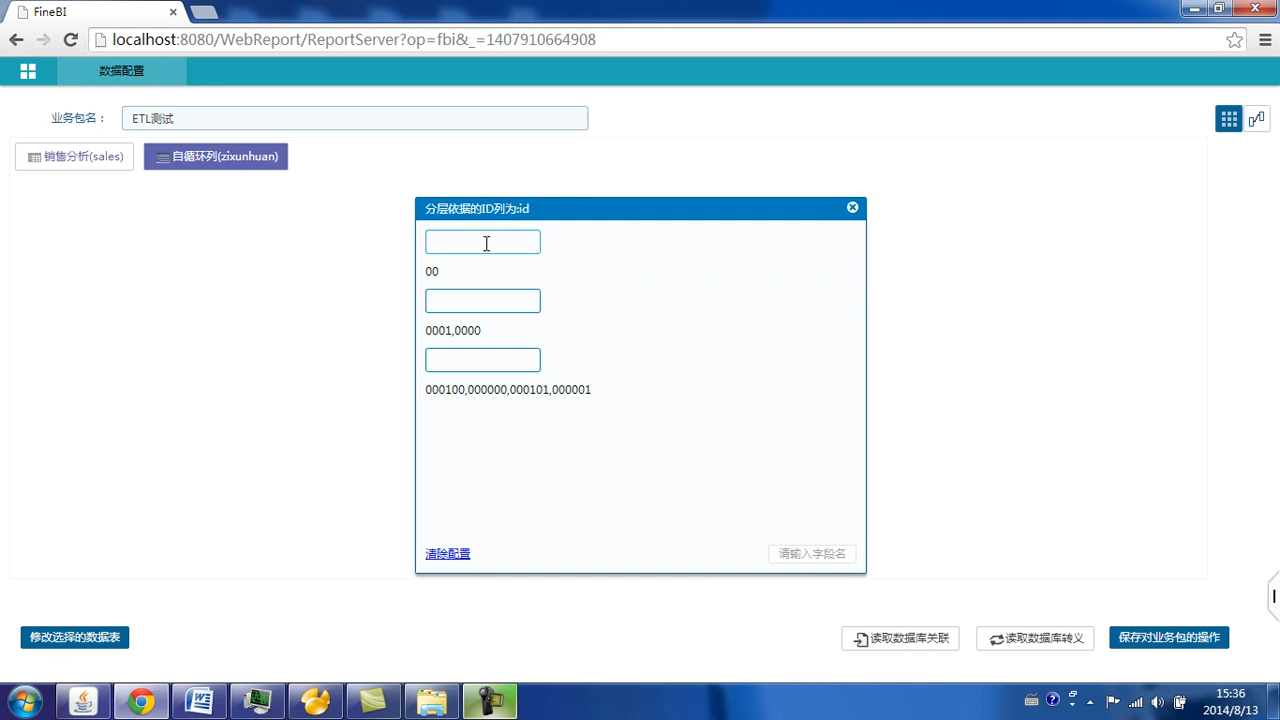 FineBI
localhost:8080/WebReport/ReportServer?op=fbi&_=1407910664908
数据配置
业务包名：
ETL测试
销售分析(sales)
自循环列(zixunhuan)
分层依据的ID列为:id
00
0001,0000
000100,000000,000101,000001
清除配置
请输入字段名
修改选择的数据表
读取数据库关联
读取数据库转义
保存对业务包的操作
15:36
2014/8/13